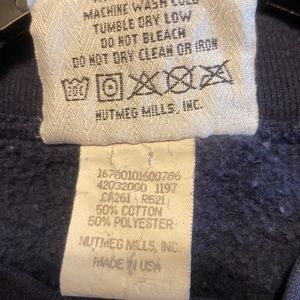 MACHINE WASH COLD
TUMBLE DRY LOW
DO NOT BLEACH
DO NOT DRY CLEAN OR IRON
NUTMEG MILLS, INC.
16780101600786
42032000 1197
CA261 R521
50% COTTON
50% POLYESTER
NUTMEG MILLS, INC.
MADE IN USA